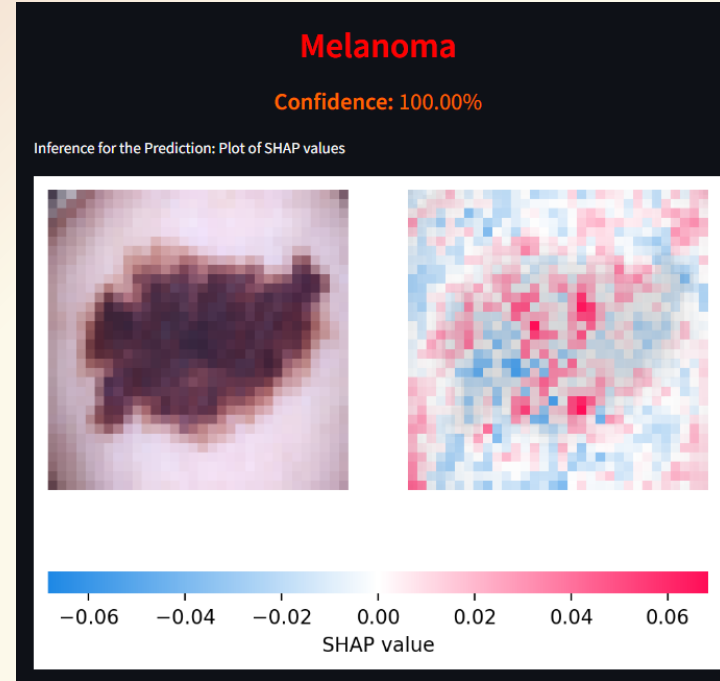 Melanoma
Confidence: 100.00%
Inference for the Prediction: Plot of SHAP values
−0.06 −0.04 −0.02 0.00 0.02 0.04 0.06
SHAP value